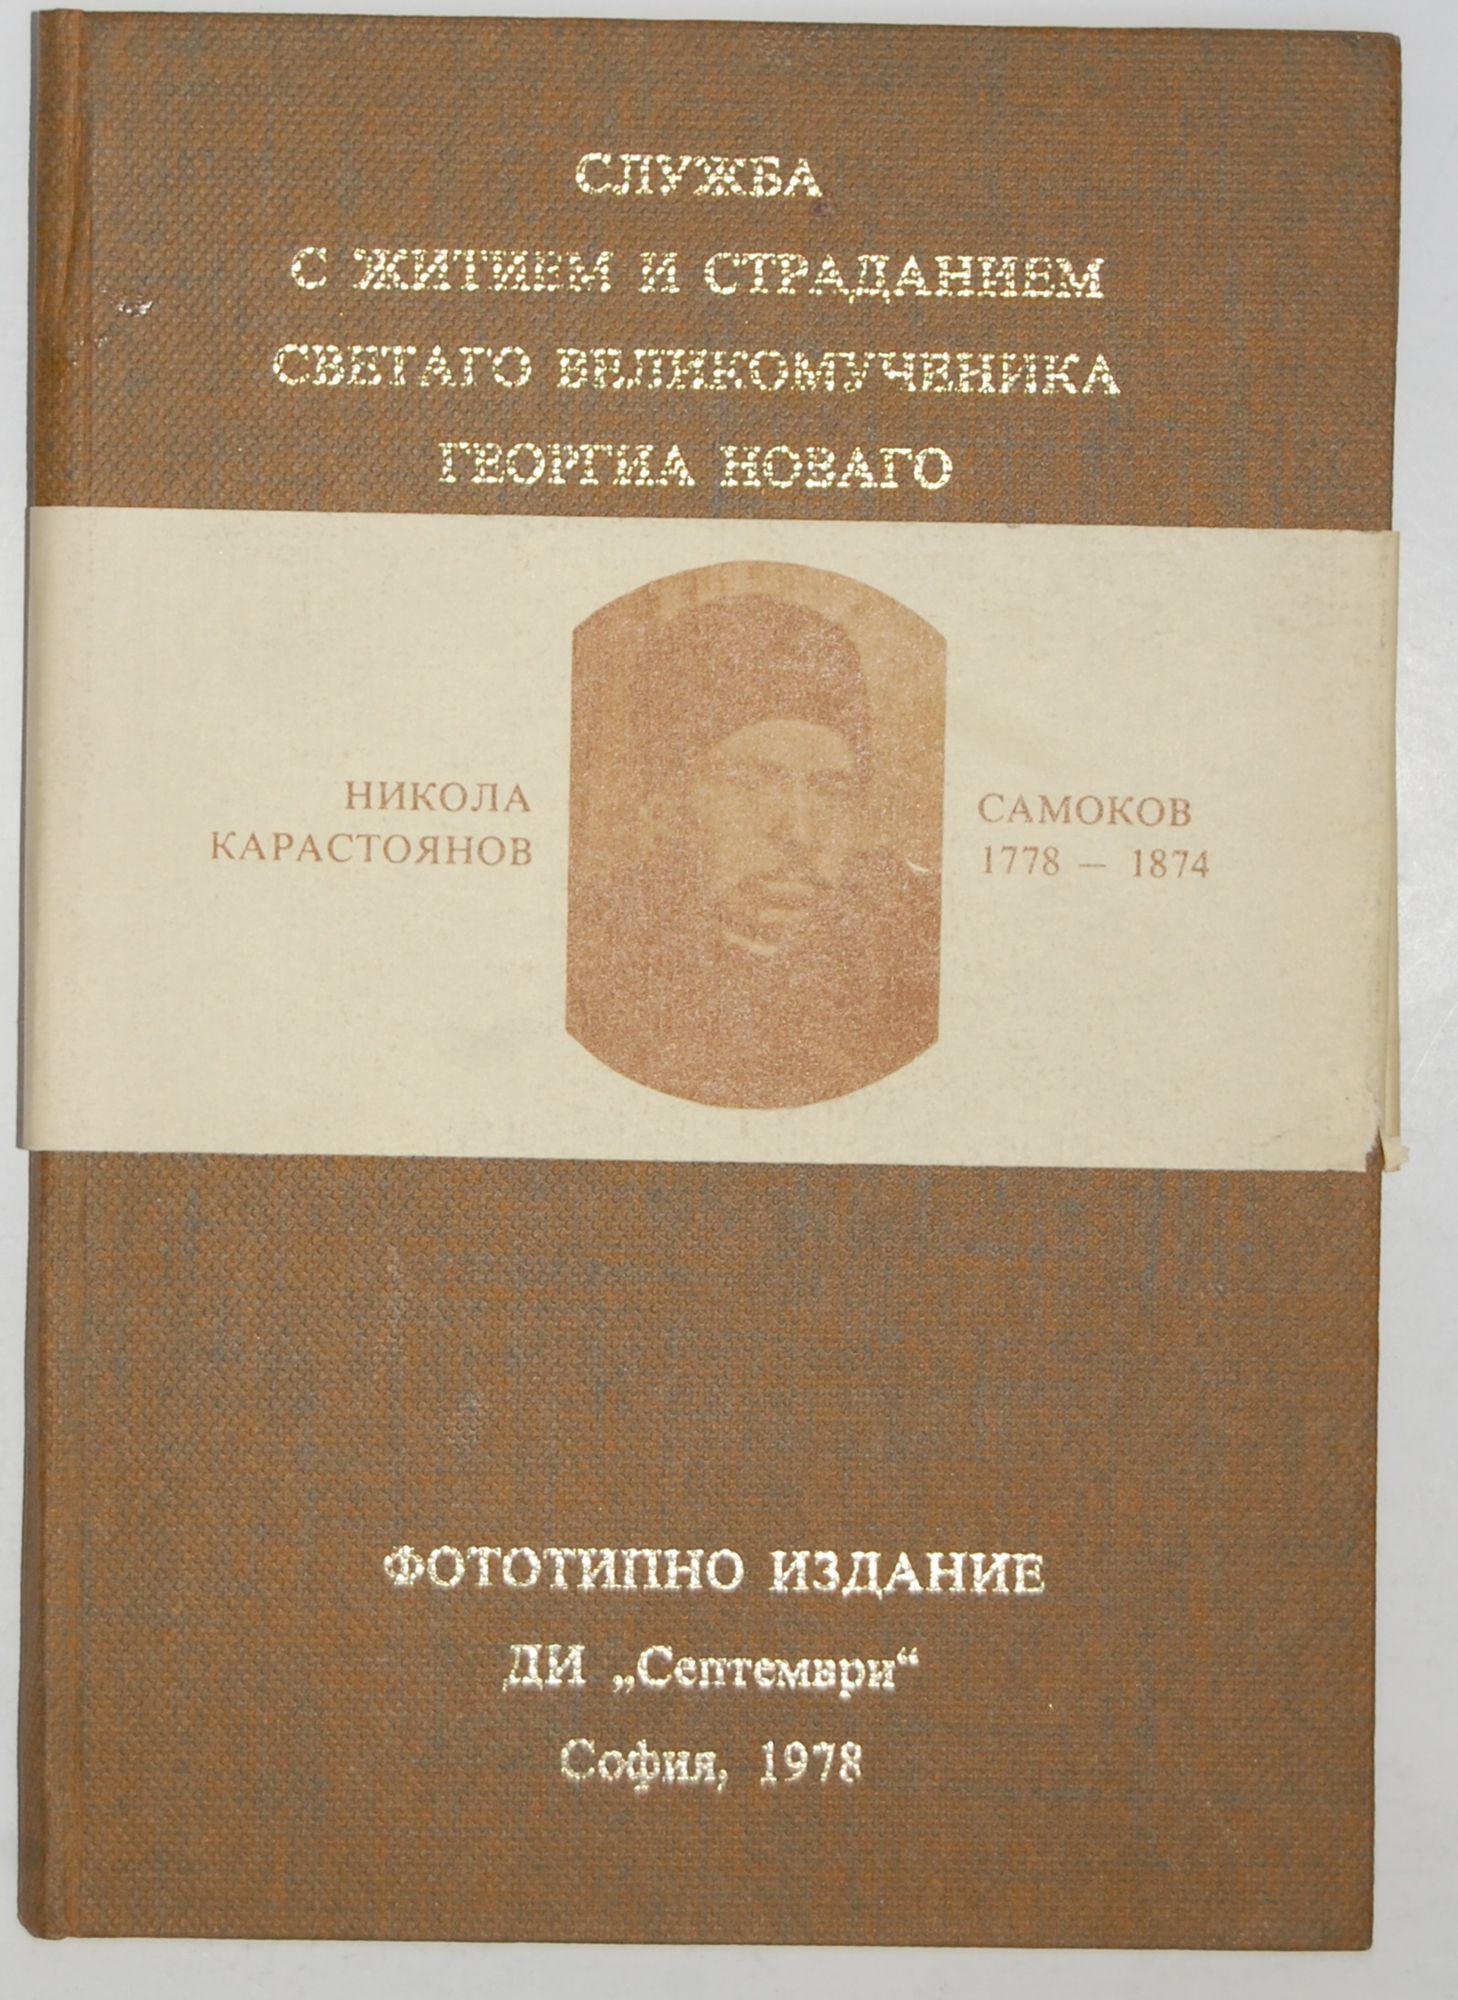 СЛУЖБА
С ЖИТИЕМ И СТРАДАНИЕМ
СВЕТАГО ВЕЛИКОМУЧЕНИКА
ГЕОРГИА НОВАГО
НИКОЛА
КАРАСТОЯНОВ
САМОКОВ
1778 — 1874
ФОТОТИПНО ИЗДАНИЕ
ДИ „Септември“
София, 1978